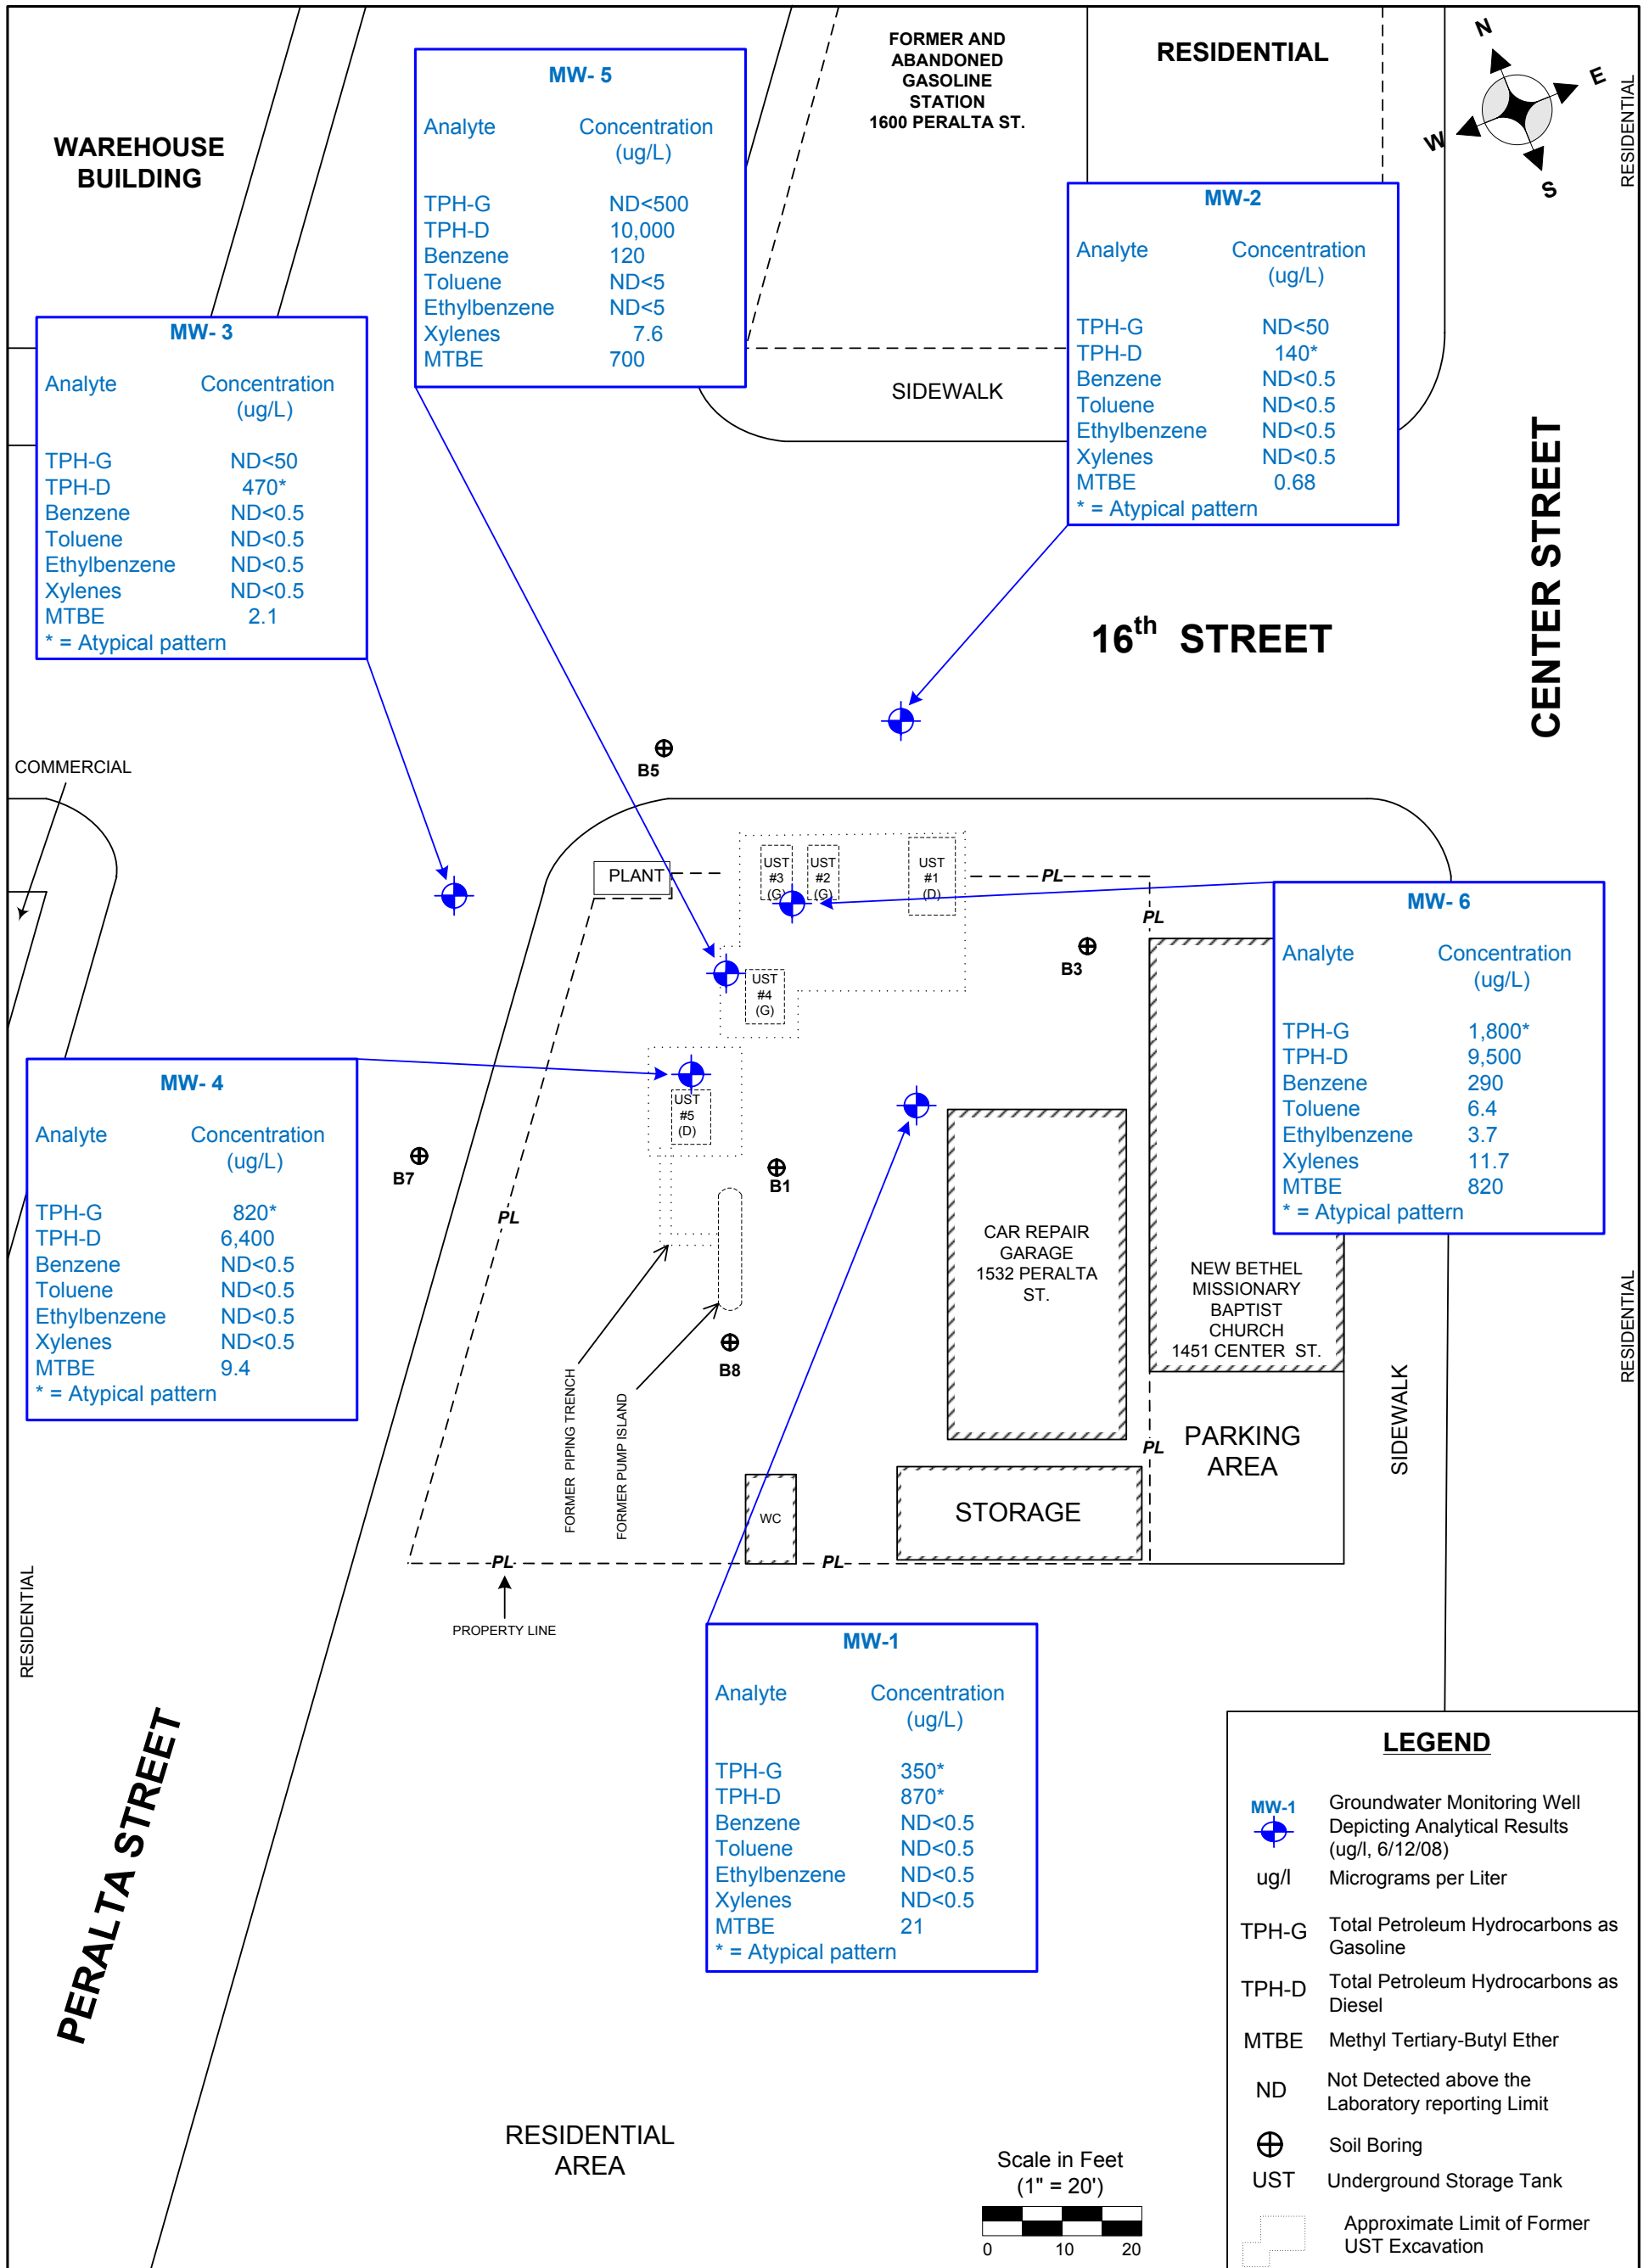 FORMER AND
ABANDONED
GASOLINE
STATION
1600 PERALTA ST.
RESIDENTIAL
N
E
W
S
RESIDENTIAL
WAREHOUSE
BUILDING
MW- 5
Analyte Concentration
(ug/L)
TPH-G ND<500
TPH-D 10,000
Benzene 120
Toluene ND<5
Ethylbenzene ND<5
Xylenes 7.6
MTBE 700
MW-2
Analyte Concentration
(ug/L)
TPH-G ND<50
TPH-D 140*
Benzene ND<0.5
Toluene ND<0.5
Ethylbenzene ND<0.5
Xylenes ND<0.5
MTBE 0.68
* = Atypical pattern
MW- 3
Analyte Concentration
(ug/L)
TPH-G ND<50
TPH-D 470*
Benzene ND<0.5
Toluene ND<0.5
Ethylbenzene ND<0.5
Xylenes ND<0.5
MTBE 2.1
* = Atypical pattern
SIDEWALK
CENTER STREET
16th STREET
COMMERCIAL
B5
PLANT
UST
#3
(G)
UST
#2
(G)
UST
#1
(D)
PL
PL
B3
UST
#4
(G)
MW- 6
Analyte Concentration
(ug/L)
TPH-G 1,800*
TPH-D 9,500
Benzene 290
Toluene 6.4
Ethylbenzene 3.7
Xylenes 11.7
MTBE 820
* = Atypical pattern
MW- 4
Analyte Concentration
(ug/L)
TPH-G 820*
TPH-D 6,400
Benzene ND<0.5
Toluene ND<0.5
Ethylbenzene ND<0.5
Xylenes ND<0.5
MTBE 9.4
* = Atypical pattern
UST
#5
(D)
B7
B1
PL
CAR REPAIR
GARAGE
1532 PERALTA
ST.
NEW BETHEL
MISSIONARY
BAPTIST
CHURCH
1451 CENTER ST.
RESIDENTIAL
B8
FORMER PIPING TRENCH
FORMER PUMP ISLAND
SIDEWALK
PL
PARKING
AREA
WC
STORAGE
PL
PL
PROPERTY LINE
RESIDENTIAL
PERALTA STREET
MW-1
Analyte Concentration
(ug/L)
TPH-G 350*
TPH-D 870*
Benzene ND<0.5
Toluene ND<0.5
Ethylbenzene ND<0.5
Xylenes ND<0.5
MTBE 21
* = Atypical pattern
RESIDENTIAL
AREA
Scale in Feet
(1" = 20')
0 10 20
LEGEND
MW-1 Groundwater Monitoring Well
Depicting Analytical Results
(ug/l, 6/12/08)
ug/l Micrograms per Liter
TPH-G Total Petroleum Hydrocarbons as
Gasoline
TPH-D Total Petroleum Hydrocarbons as
Diesel
MTBE Methyl Tertiary-Butyl Ether
ND Not Detected above the
Laboratory reporting Limit
Soil Boring
UST Underground Storage Tank
Approximate Limit of Former
UST Excavation